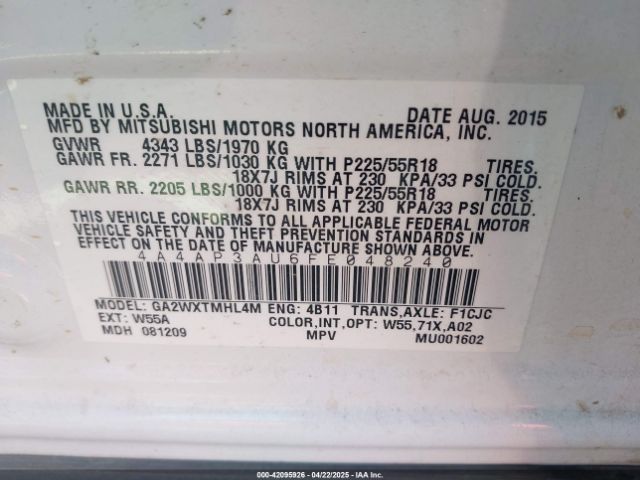 MADE IN U.S.A. DATE AUG. 2015
MFD BY MITSUBISHI MOTORS NORTH AMERICA, INC.
GVWR 4343 LBS/1970 KG
GAWR FR. 2271 LBS/1030 KG WITH P225/55R18 TIRES.
18X7J RIMS AT 230 KPA/33 PSI COLD.
GAWR RR. 2205 LBS/1000 KG WITH P225/55R18 TIRES.
18X7J RIMS AT 230 KPA/33 PSI COLD.
THIS VEHICLE CONFORMS TO ALL APPLICABLE FEDERAL MOTOR
VEHICLE SAFETY AND THEFT PREVENTION STANDARDS IN
EFFECT ON THE DATE OF MANUFACTURE SHOWN ABOVE.
4A4AP3AU6FE048240
MODEL: GA2WXTMHL4M ENG: 4B11 TRANS,AXLE: F1CJC
EXT: W55A COLOR,INT,OPT: W55,71X,A02
MDH 081209 MPV MU001602
000-42095926 - 04/22/2025 - IAA Inc.